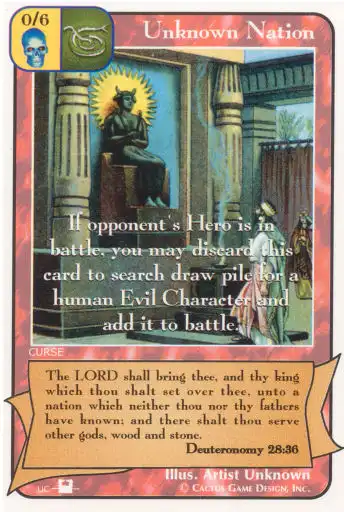 0/6
Unknown Nation
If opponent's Hero is in
battle, you may discard this
card to search draw pile for a
human Evil Character and
add it to battle.
CURSE
The LORD shall bring thee, and thy king
which thou shalt set over thee, unto a
nation which neither thou nor thy fathers
have known; and there shalt thou serve
other gods, wood and stone.
Deuteronomy 28:36
Illus. Artist Unknown
UC
© Cactus Game Design, Inc.